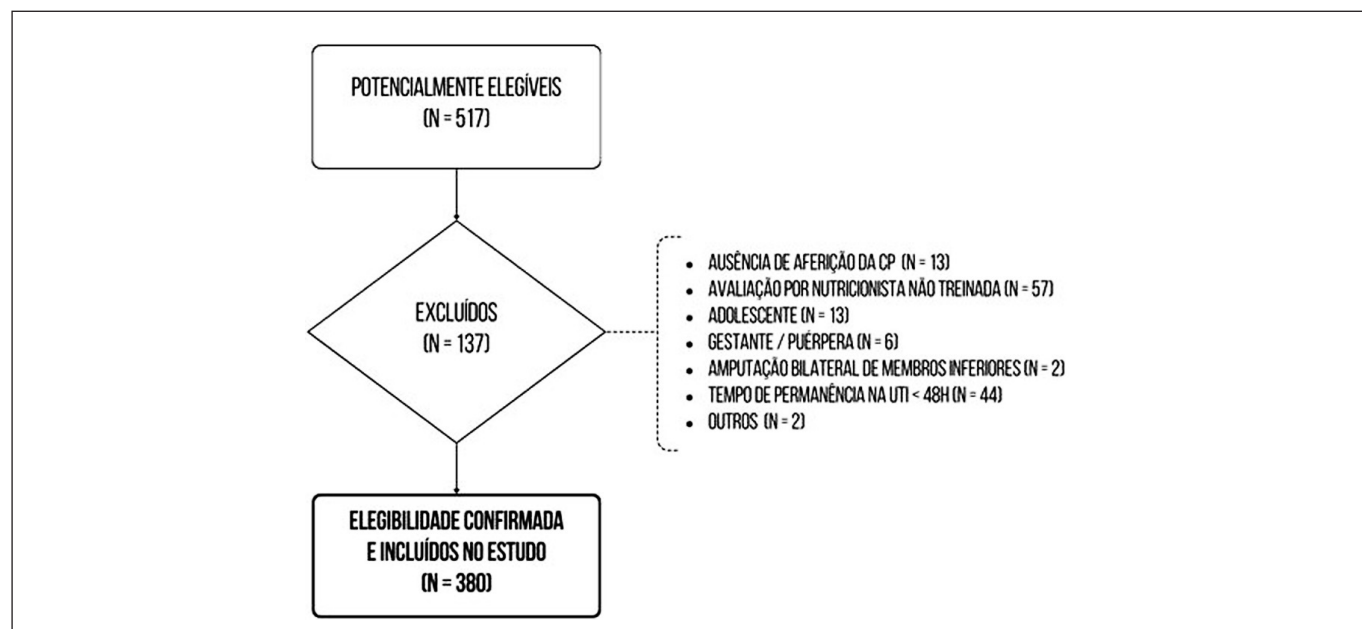 POTENCIALMENTE ELEGÍVEIS
(N = 517)
EXCLUÍDOS
(N = 137)
• AUSÊNCIA DE AFERIÇÃO DA CP (N = 13)
• AVALIAÇÃO POR NUTRICIONISTA NÃO TREINADA (N = 57)
• ADOLESCENTE (N = 13)
• GESTANTE / PUÉRPERA (N = 6)
• AMPUTAÇÃO BILATERAL DE MEMBROS INFERIORES (N = 2)
• TEMPO DE PERMANÊNCIA NA UTI < 48H (N = 44)
• OUTROS (N = 2)
ELEGIBILIDADE CONFIRMADA
E INCLUÍDOS NO ESTUDO
(N = 380)